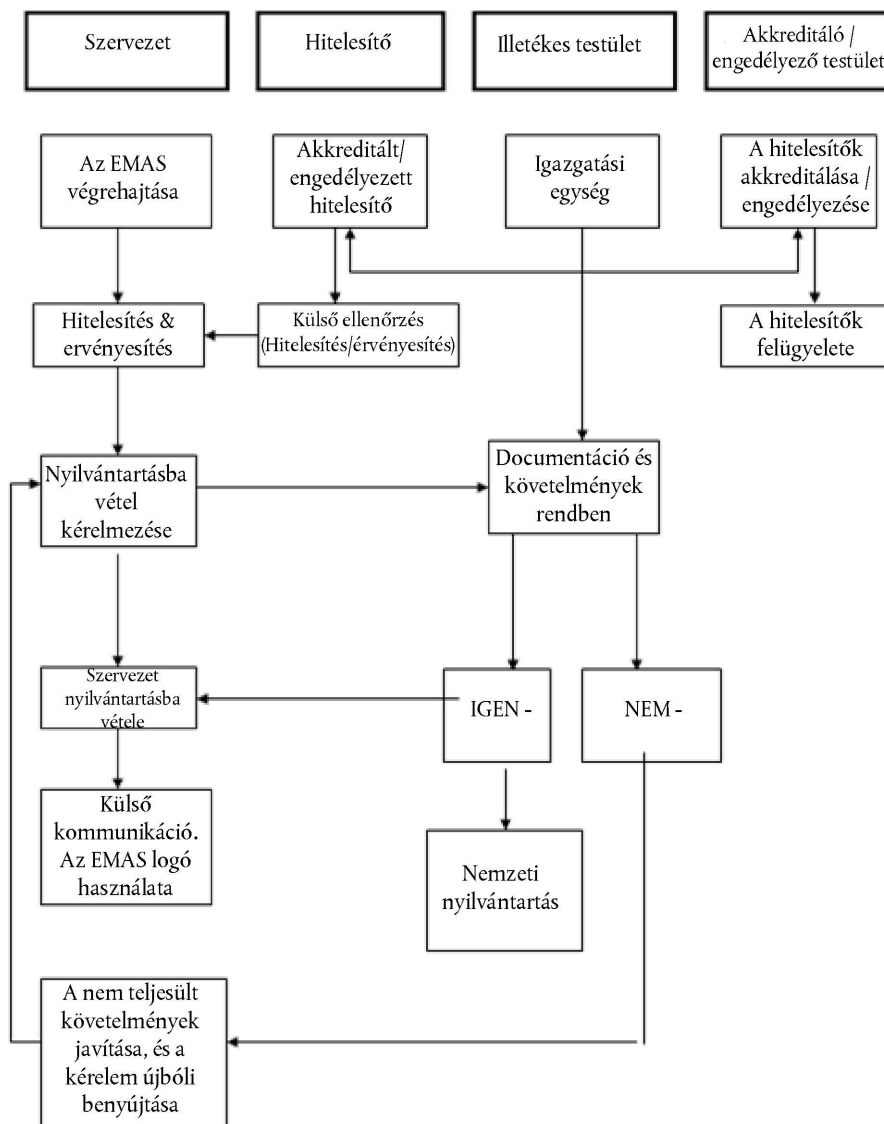 Szervezet
Hitelesítő
Illetékes testület
Akkreditáló /
engedélyező testület
Az EMAS
végrehajtása
Akkreditált/
engedélyezett
hitelesítő
Igazgatási
egység
A hitelesítők
akkreditálása /
engedélyezése
Hitelesítés &
ervényesítés
Külső ellenőrzés
(Hitelesítés/érvényesítés)
A hitelesítők
felügyelete
Nyilvántartásba
vétel
kérelmezése
Documentáció és
követelmények
rendben
Szervezet
nyilvántartásba
vétele
IGEN -
NEM -
Külső
kommunikáció.
Az EMAS logó
használata
Nemzeti
nyilvántartás
A nem teljesült
követelmények
javítása, és a
kérelem újbóli
benyújtása